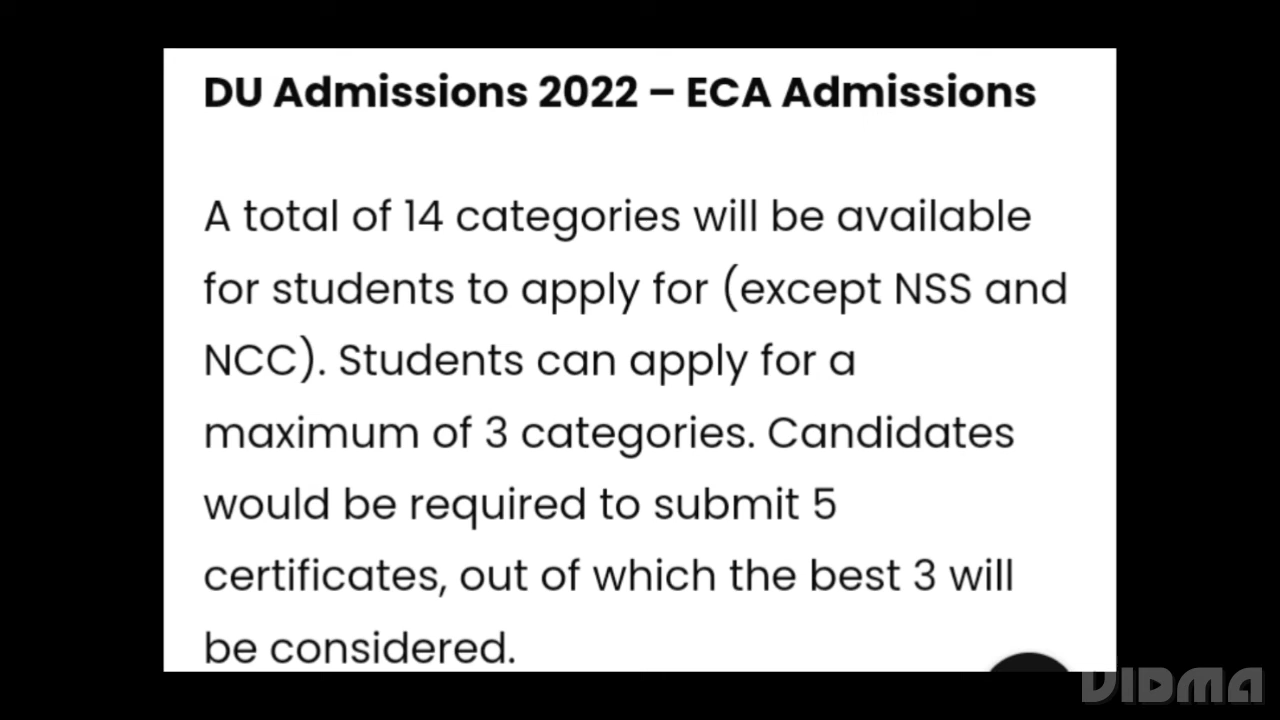 DU Admissions 2022 – ECA Admissions
A total of 14 categories will be available
for students to apply for (except NSS and
NCC). Students can apply for a
maximum of 3 categories. Candidates
would be required to submit 5
certificates, out of which the best 3 will
be considered.
VIDMA